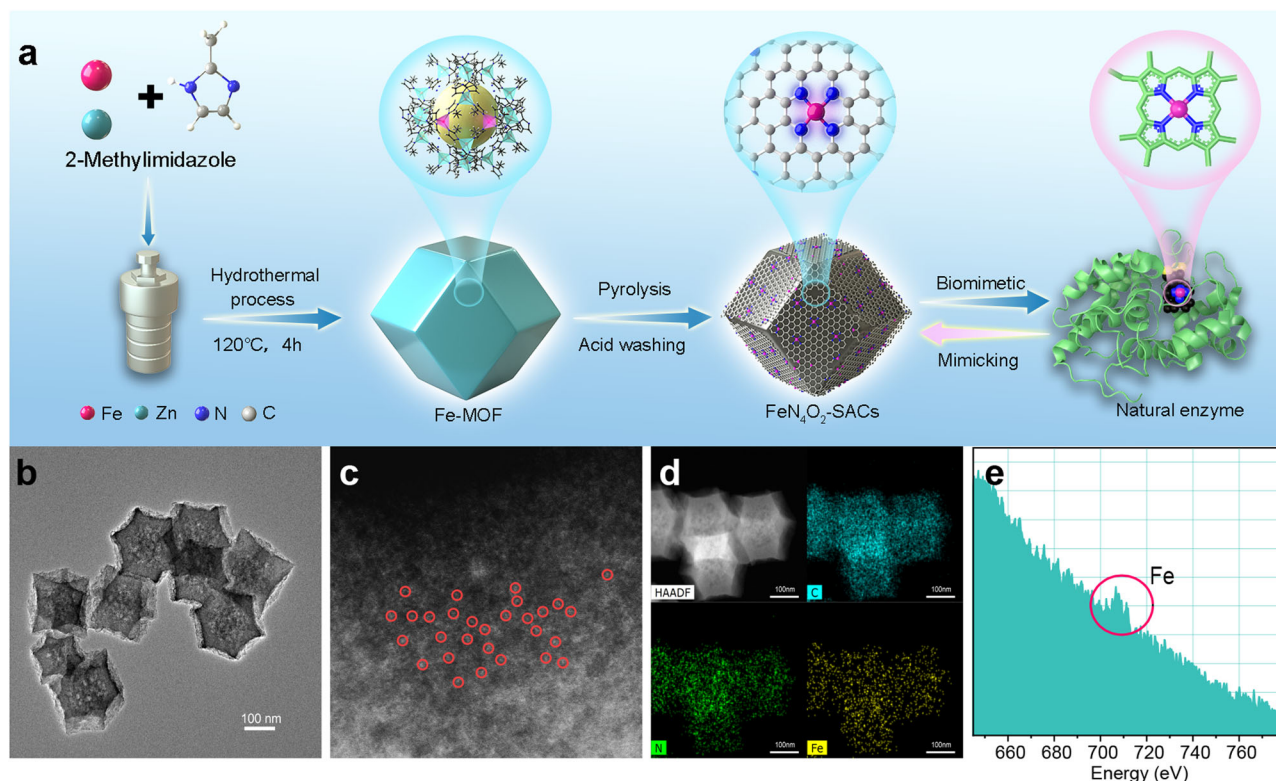 a
+
2-Methylimidazole
Hydrothermal
process
120℃, 4h
Pyrolysis
Acid washing
Biomimetic
Mimicking
Fe Zn N C
Fe-MOF
FeN₄O₂-SACs
Natural enzyme
b
100 nm
c
d
HAADF
100nm
C
100nm
N
100nm
Fe
100nm
e
Fe
660 680 700 720 740 760
Energy (eV)